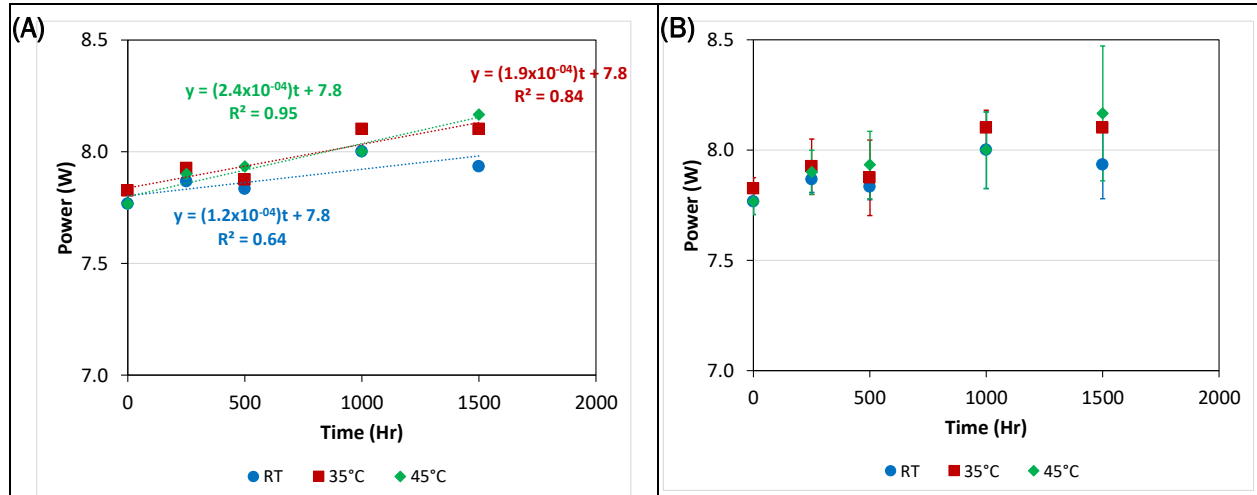 (A)
8.5
8.0
7.5
7.0
Power (W)
y = (2.4x10⁻⁰⁴)t + 7.8
R² = 0.95
y = (1.9x10⁻⁰⁴)t + 7.8
R² = 0.84
y = (1.2x10⁻⁰⁴)t + 7.8
R² = 0.64
0 500 1000 1500 2000
Time (Hr)
RT 35°C 45°C
(B)
8.5
8.0
7.5
7.0
Power (W)
0 500 1000 1500 2000
Time (Hr)
RT 35°C 45°C